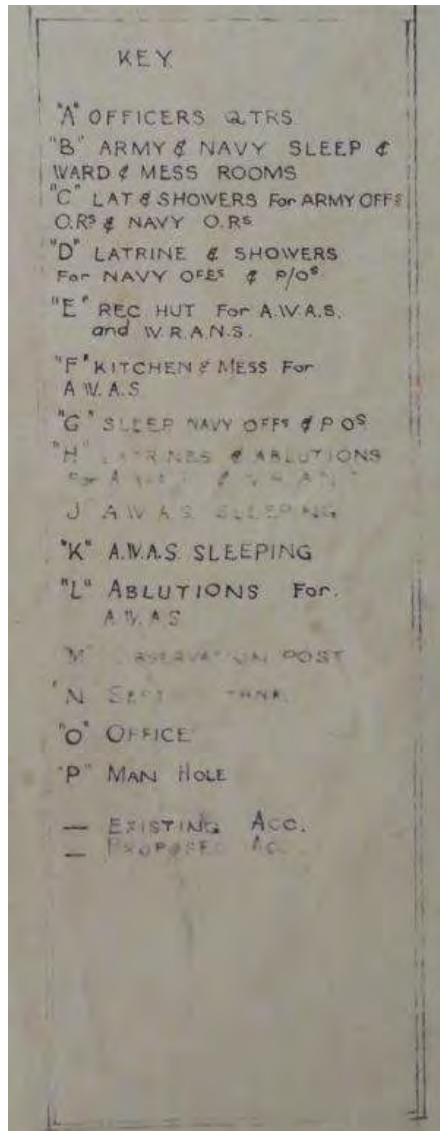 KEY
"A" OFFICERS QTRS
"B" ARMY & NAVY SLEEP &
WARD & MESS ROOMS
"C" LAT & SHOWERS For ARMY OFFS
O.RS & NAVY O.RS
"D" LATRINE & SHOWERS
For NAVY OFFS & P/OS
"E" REC HUT For A.W.A.S.
and W.R.A.N.S.
"F" KITCHEN & MESS For
A.W.A.S
"G" SLEEP NAVY OFFS & P OS
"H" LATRINES & ABLUTIONS
For &
J A.W.A.S. SLEEPING
"K" A.W.A.S. SLEEPING
"L" ABLUTIONS For.
A.W.A.S
"M" OBSERVATION POST
"N SEPTIC TANK
"O" OFFICE
"P" MAN HOLE
— EXISTING ACC.
— PROPOSED AC